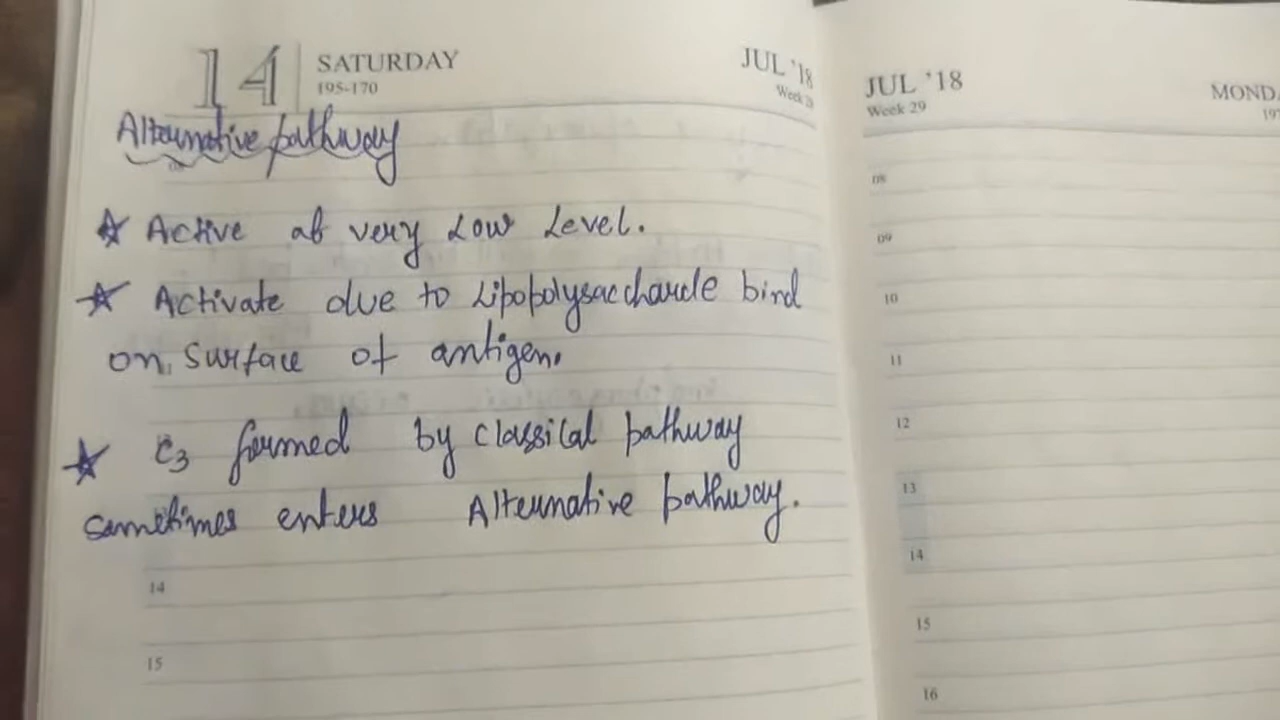 14 SATURDAY JUL '18
195-170
Alternative pathway
☆ Active at very Low Level.
☆ Activate due to Lipopolysaccharide bind
on surface of antigen.
☆ C3 formed by classical pathway
sometimes enters Alternative pathway.
14
15
JUL '18 MONDA
Week 29
08
09
10
11
12
13
14
15
16